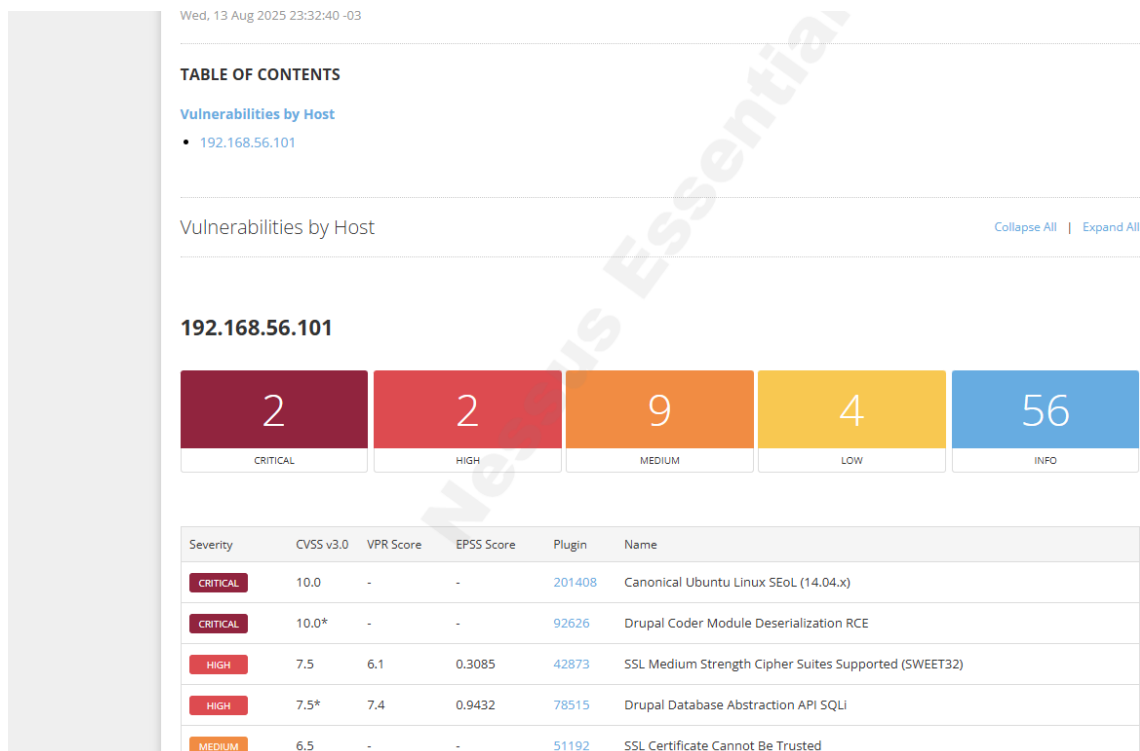 Wed, 13 Aug 2025 23:32:40 -03
TABLE OF CONTENTS
Vulnerabilities by Host
• 192.168.56.101
Vulnerabilities by Host Collapse All | Expand All
192.168.56.101
2 2 9 4 56
CRITICAL HIGH MEDIUM LOW INFO
Severity CVSS v3.0 VPR Score EPSS Score Plugin Name
CRITICAL 10.0 - - 201408 Canonical Ubuntu Linux SEoL (14.04.x)
CRITICAL 10.0* - - 92626 Drupal Coder Module Deserialization RCE
HIGH 7.5 6.1 0.3085 42873 SSL Medium Strength Cipher Suites Supported (SWEET32)
HIGH 7.5* 7.4 0.9432 78515 Drupal Database Abstraction API SQLi
MEDIUM 6.5 - - 51192 SSL Certificate Cannot Be Trusted
Nessus Essential